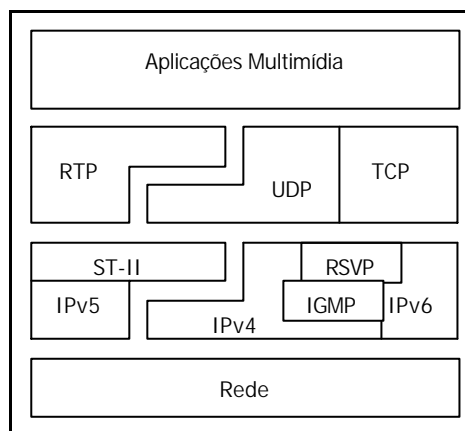 Aplicações Multimídia
RTP
UDP
TCP
ST-II
RSVP
IPv5
IGMP
IPv6
IPv4
Rede